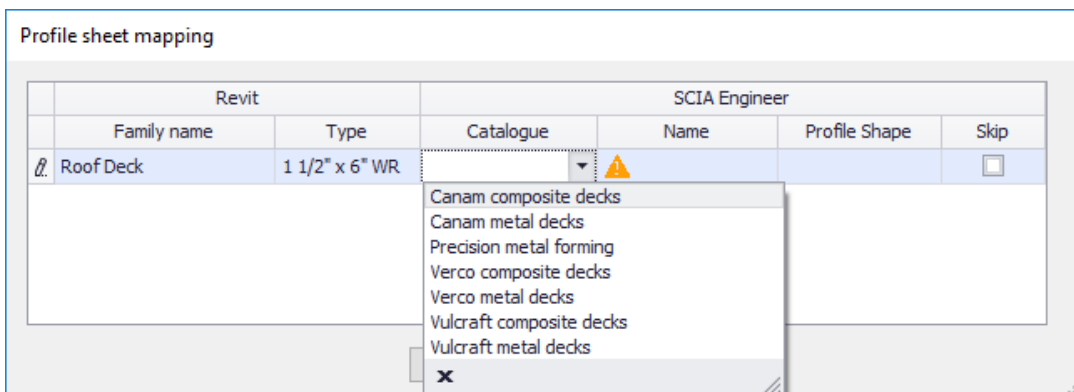 Profile sheet mapping
Revit SCIA Engineer
Family name Type Catalogue Name Profile Shape Skip
Roof Deck 1 1/2" x 6" WR
Canam composite decks
Canam metal decks
Precision metal forming
Verco composite decks
Verco metal decks
Vulcraft composite decks
Vulcraft metal decks